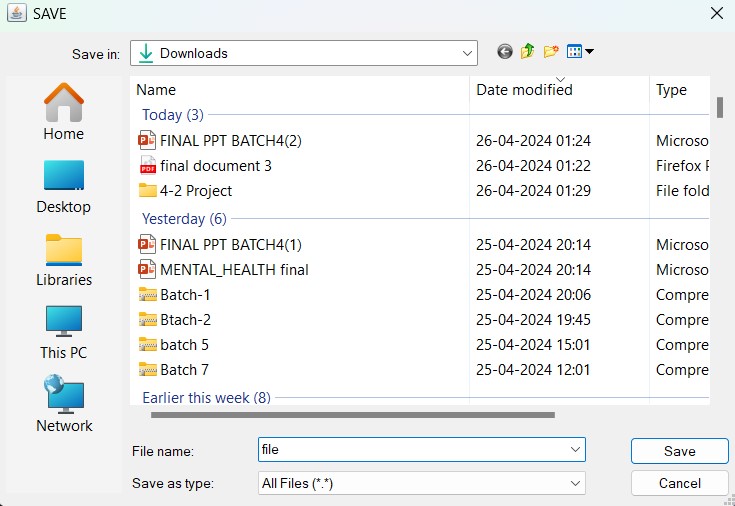 SAVE
Save in: Downloads
Name Date modified Type
Today (3)
FINAL PPT BATCH4(2) 26-04-2024 01:24 Microso
final document 3 26-04-2024 01:22 Firefox P
4-2 Project 26-04-2024 01:29 File fold
Yesterday (6)
FINAL PPT BATCH4(1) 25-04-2024 20:14 Microso
MENTAL_HEALTH final 25-04-2024 20:14 Microso
Batch-1 25-04-2024 20:06 Compre
Btach-2 25-04-2024 19:45 Compre
batch 5 25-04-2024 15:01 Compre
Batch 7 25-04-2024 12:01 Compre
Earlier this week (8)
Home
Desktop
Libraries
This PC
Network
File name: file Save
Save as type: All Files (*.*) Cancel